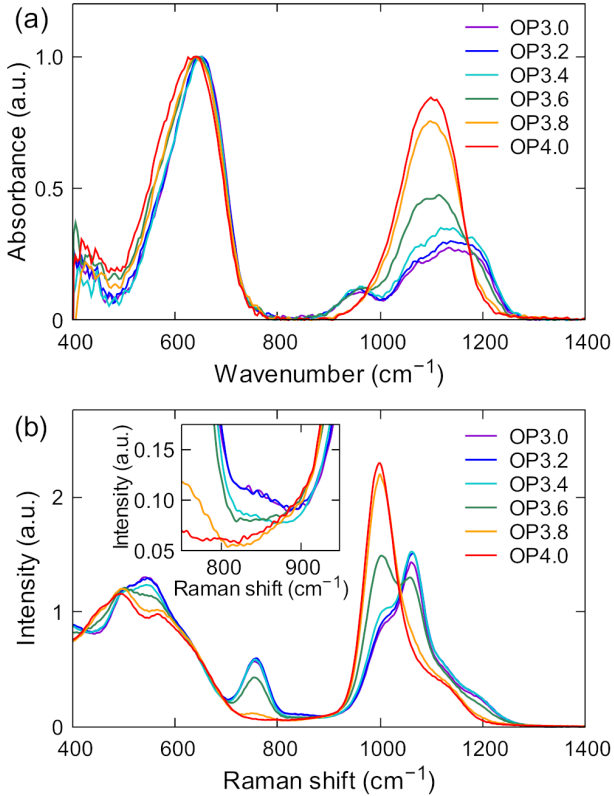 (a)
OP3.0
OP3.2
OP3.4
OP3.6
OP3.8
OP4.0
1.0
0.5
0
Absorbance (a.u.)
400 600 800 1000 1200 1400
Wavenumber (cm⁻¹)
(b)
OP3.0
OP3.2
OP3.4
OP3.6
OP3.8
OP4.0
0.15
0.10
0.05
Intensity (a.u.)
800 900
Raman shift (cm⁻¹)
2
1
0
Intensity (a.u.)
400 600 800 1000 1200 1400
Raman shift (cm⁻¹)